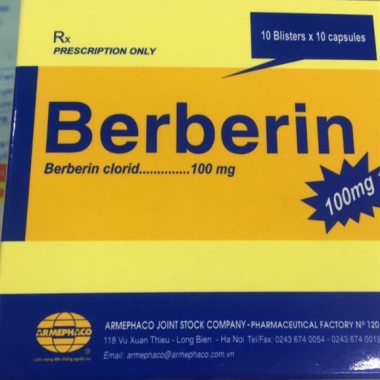 Rx
PRESCRIPTION ONLY
10 Blisters x 10 capsules
Berberin
Berberin clorid..............100 mg
100mg
ARMEPHACO
ARMEPHACO JOINT STOCK COMPANY - PHARMACEUTICAL FACTORY Nº 120
118 Vu Xuan Thieu - Long Bien - Ha Noi Tel/Fax: 0243 674 0054 - 0243 674 0019
Email: armephaco@armephaco.com.vn